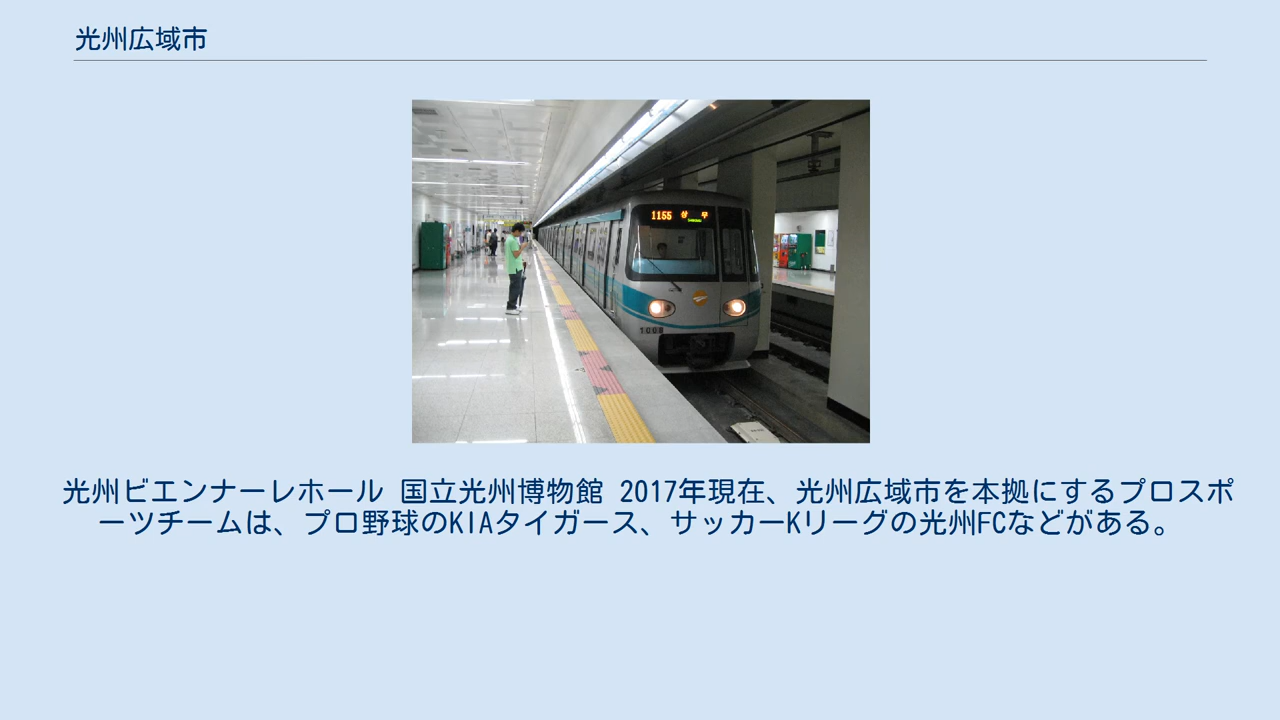 光州広域市
1155 상 무
1008
光州ビエンナーレホール 国立光州博物館 2017年現在、光州広域市を本拠にするプロスポ
ーツチームは、プロ野球のKIAタイガース、サッカーKリーグの光州FCなどがある。